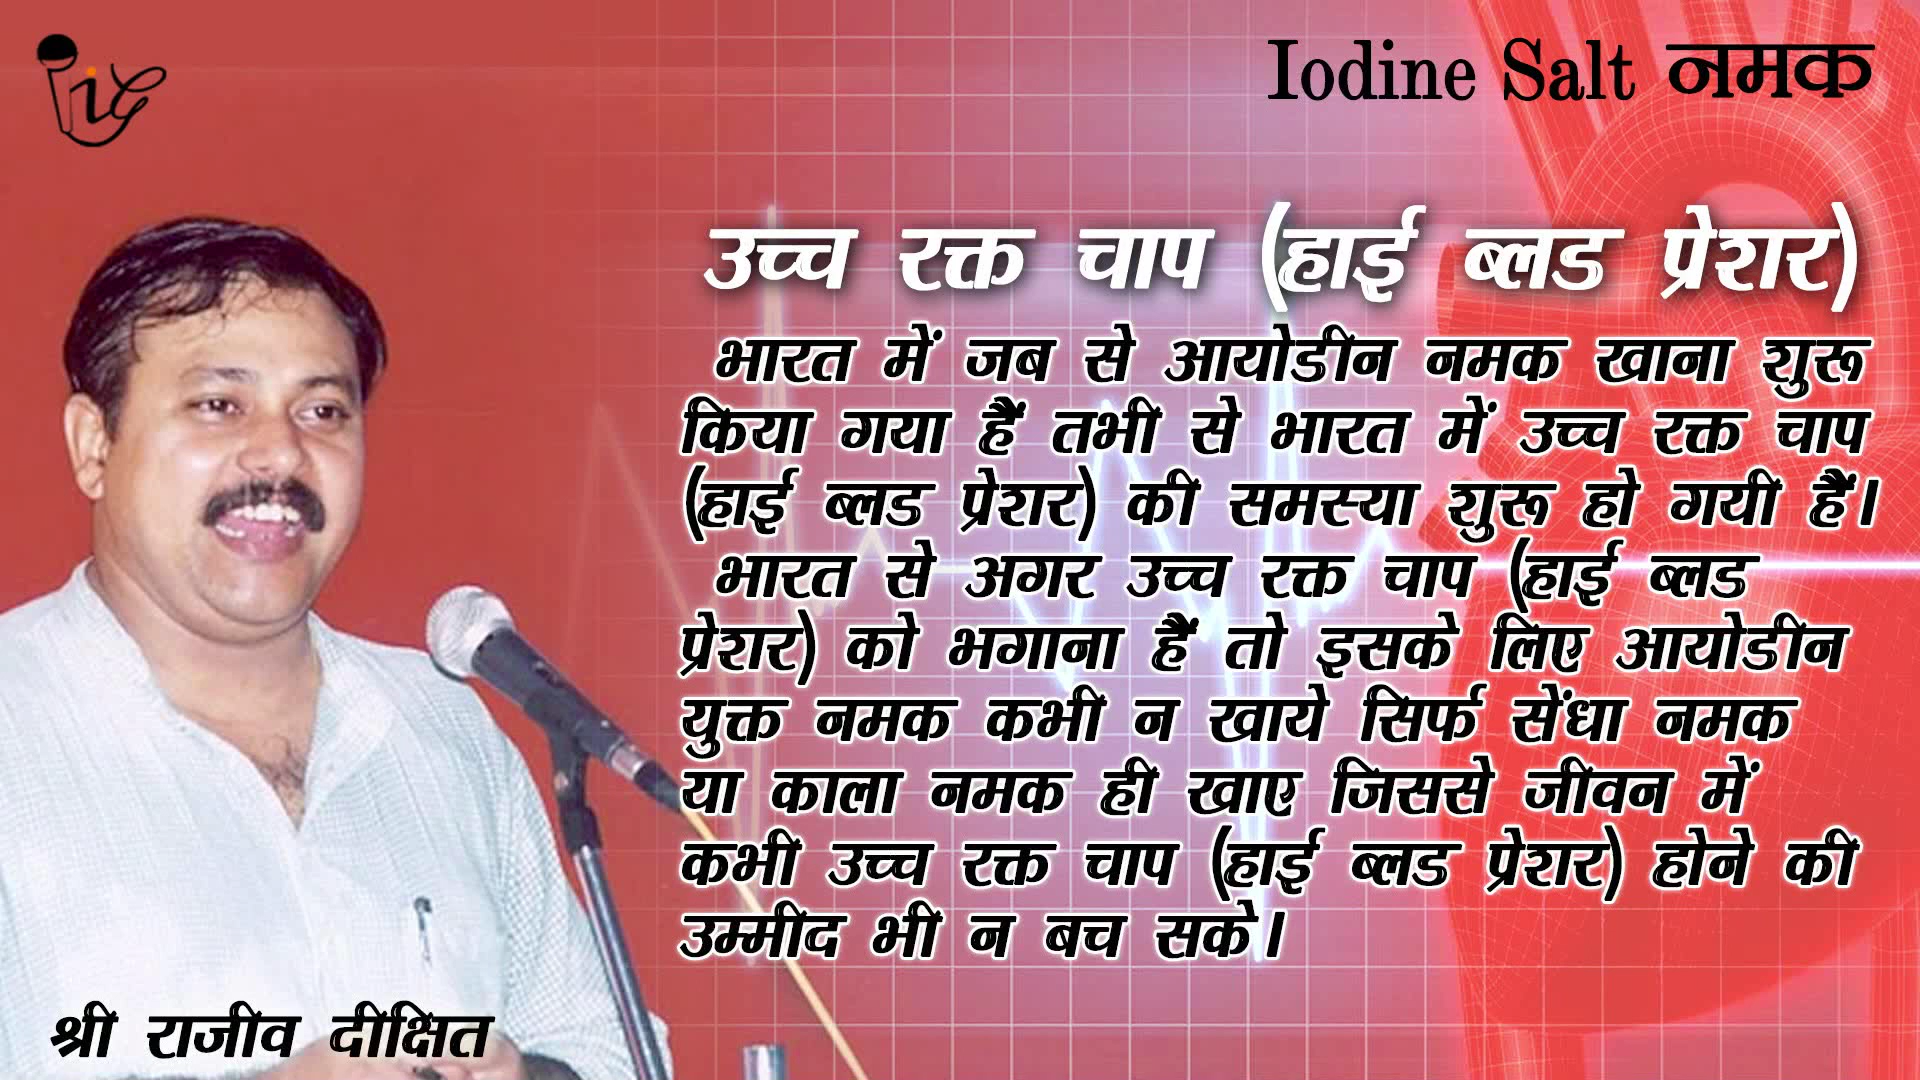 Iodine Salt नमक
उच्च रक्त चाप (हाई ब्लड प्रेशर)
भारत में जब से आयोडीन नमक खाना शुरू
किया गया हैं तभी से भारत में उच्च रक्त चाप
(हाई ब्लड प्रेशर) की समस्या शुरू हो गयी हैं।
भारत से अगर उच्च रक्त चाप (हाई ब्लड
प्रेशर) को भगाना हैं तो इसके लिए आयोडीन
युक्त नमक कभी न खाये सिर्फ सेंधा नमक
या काला नमक ही खाए जिससे जीवन में
कभी उच्च रक्त चाप (हाई ब्लड प्रेशर) होने की
उम्मीद भी न बच सके।
श्री राजीव दीक्षित